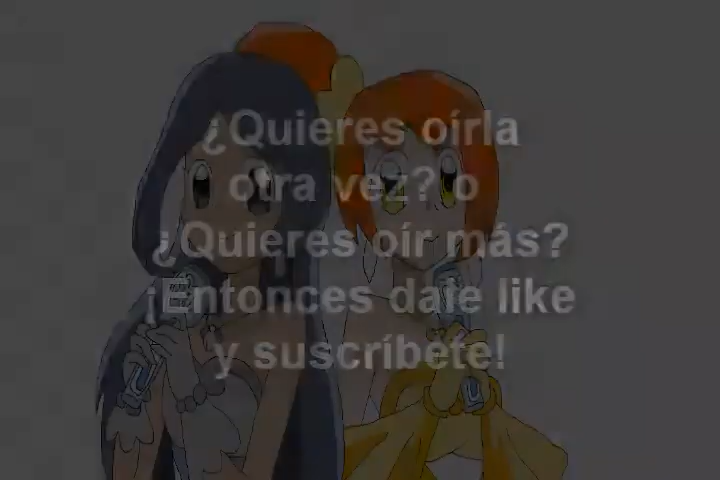 ¿Quieres oírla
otra vez? o
¿Quieres oír más?
¡Entonces dale like
y suscríbete!